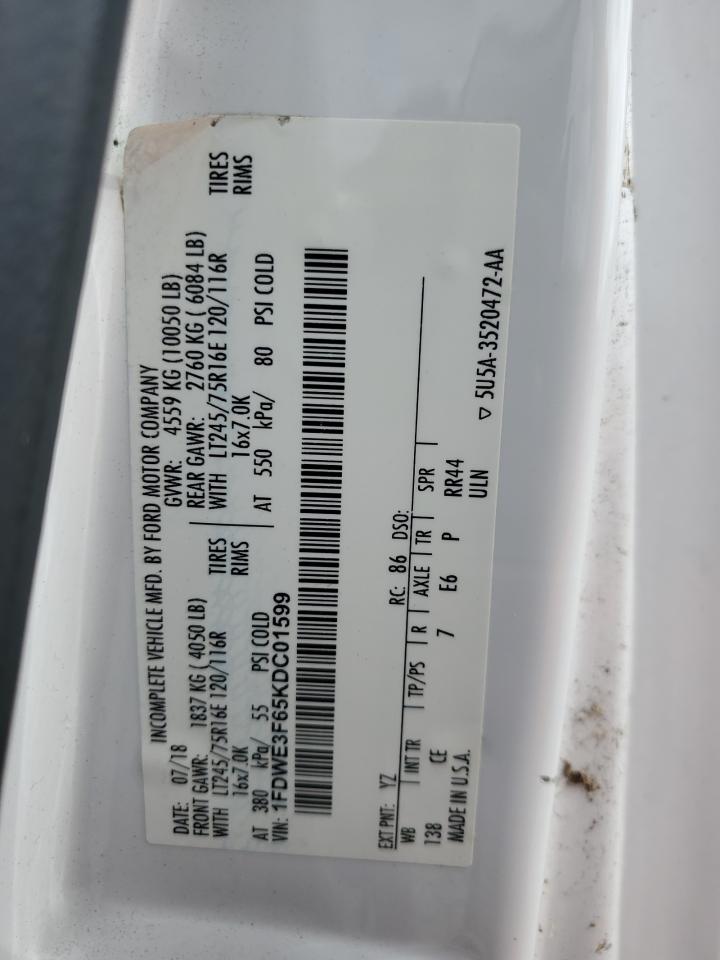 INCOMPLETE VEHICLE MFD. BY FORD MOTOR COMPANY
DATE: 07/18 GVWR: 4559 KG (10050 LB)
FRONT GAWR: 1837 KG (4050 LB) REAR GAWR: 2760 KG ( 6084 LB)
WITH LT245/75R16E 120/116R TIRES WITH LT245/75R16E 120/116R TIRES
16x7.0K RIMS 16x7.0K RIMS
AT 380 kPa/ 55 PSI COLD AT 550 kPa/ 80 PSI COLD
VIN: 1FDWE3F65KDC01599
EXT PNT: YZ RC: 86 DSO:
WB INT TR TP/PS R AXLE TR SPR
138 CE 7 E6 P RR44
MADE IN U.S.A. ULN
▽ 5U5A-3520472-AA